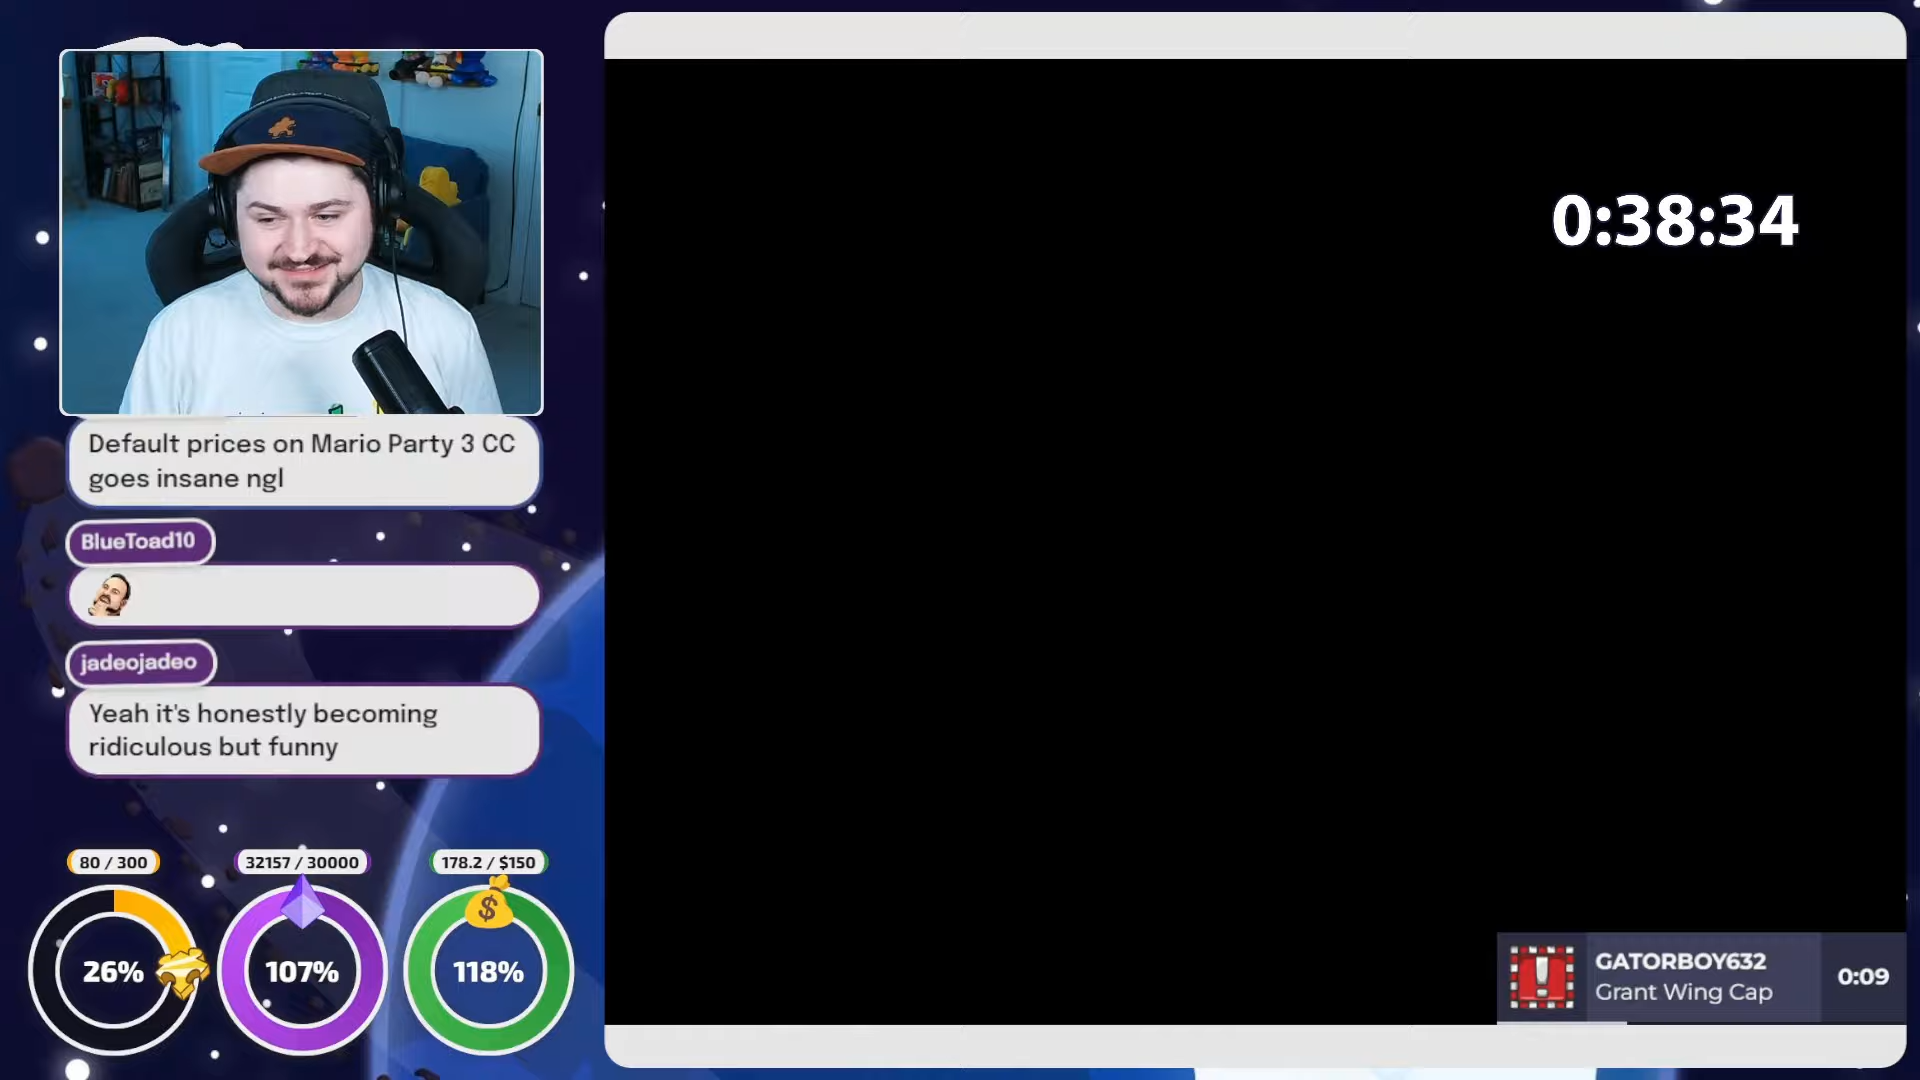 0:38:34
Default prices on Mario Party 3 CC
goes insane ngl
BlueToad10
jadeojadeo
Yeah it's honestly becoming
ridiculous but funny
80 / 300
32157 / 30000
178.2 / $150
26%
107%
118%
GATORBOY632
Grant Wing Cap
0:09